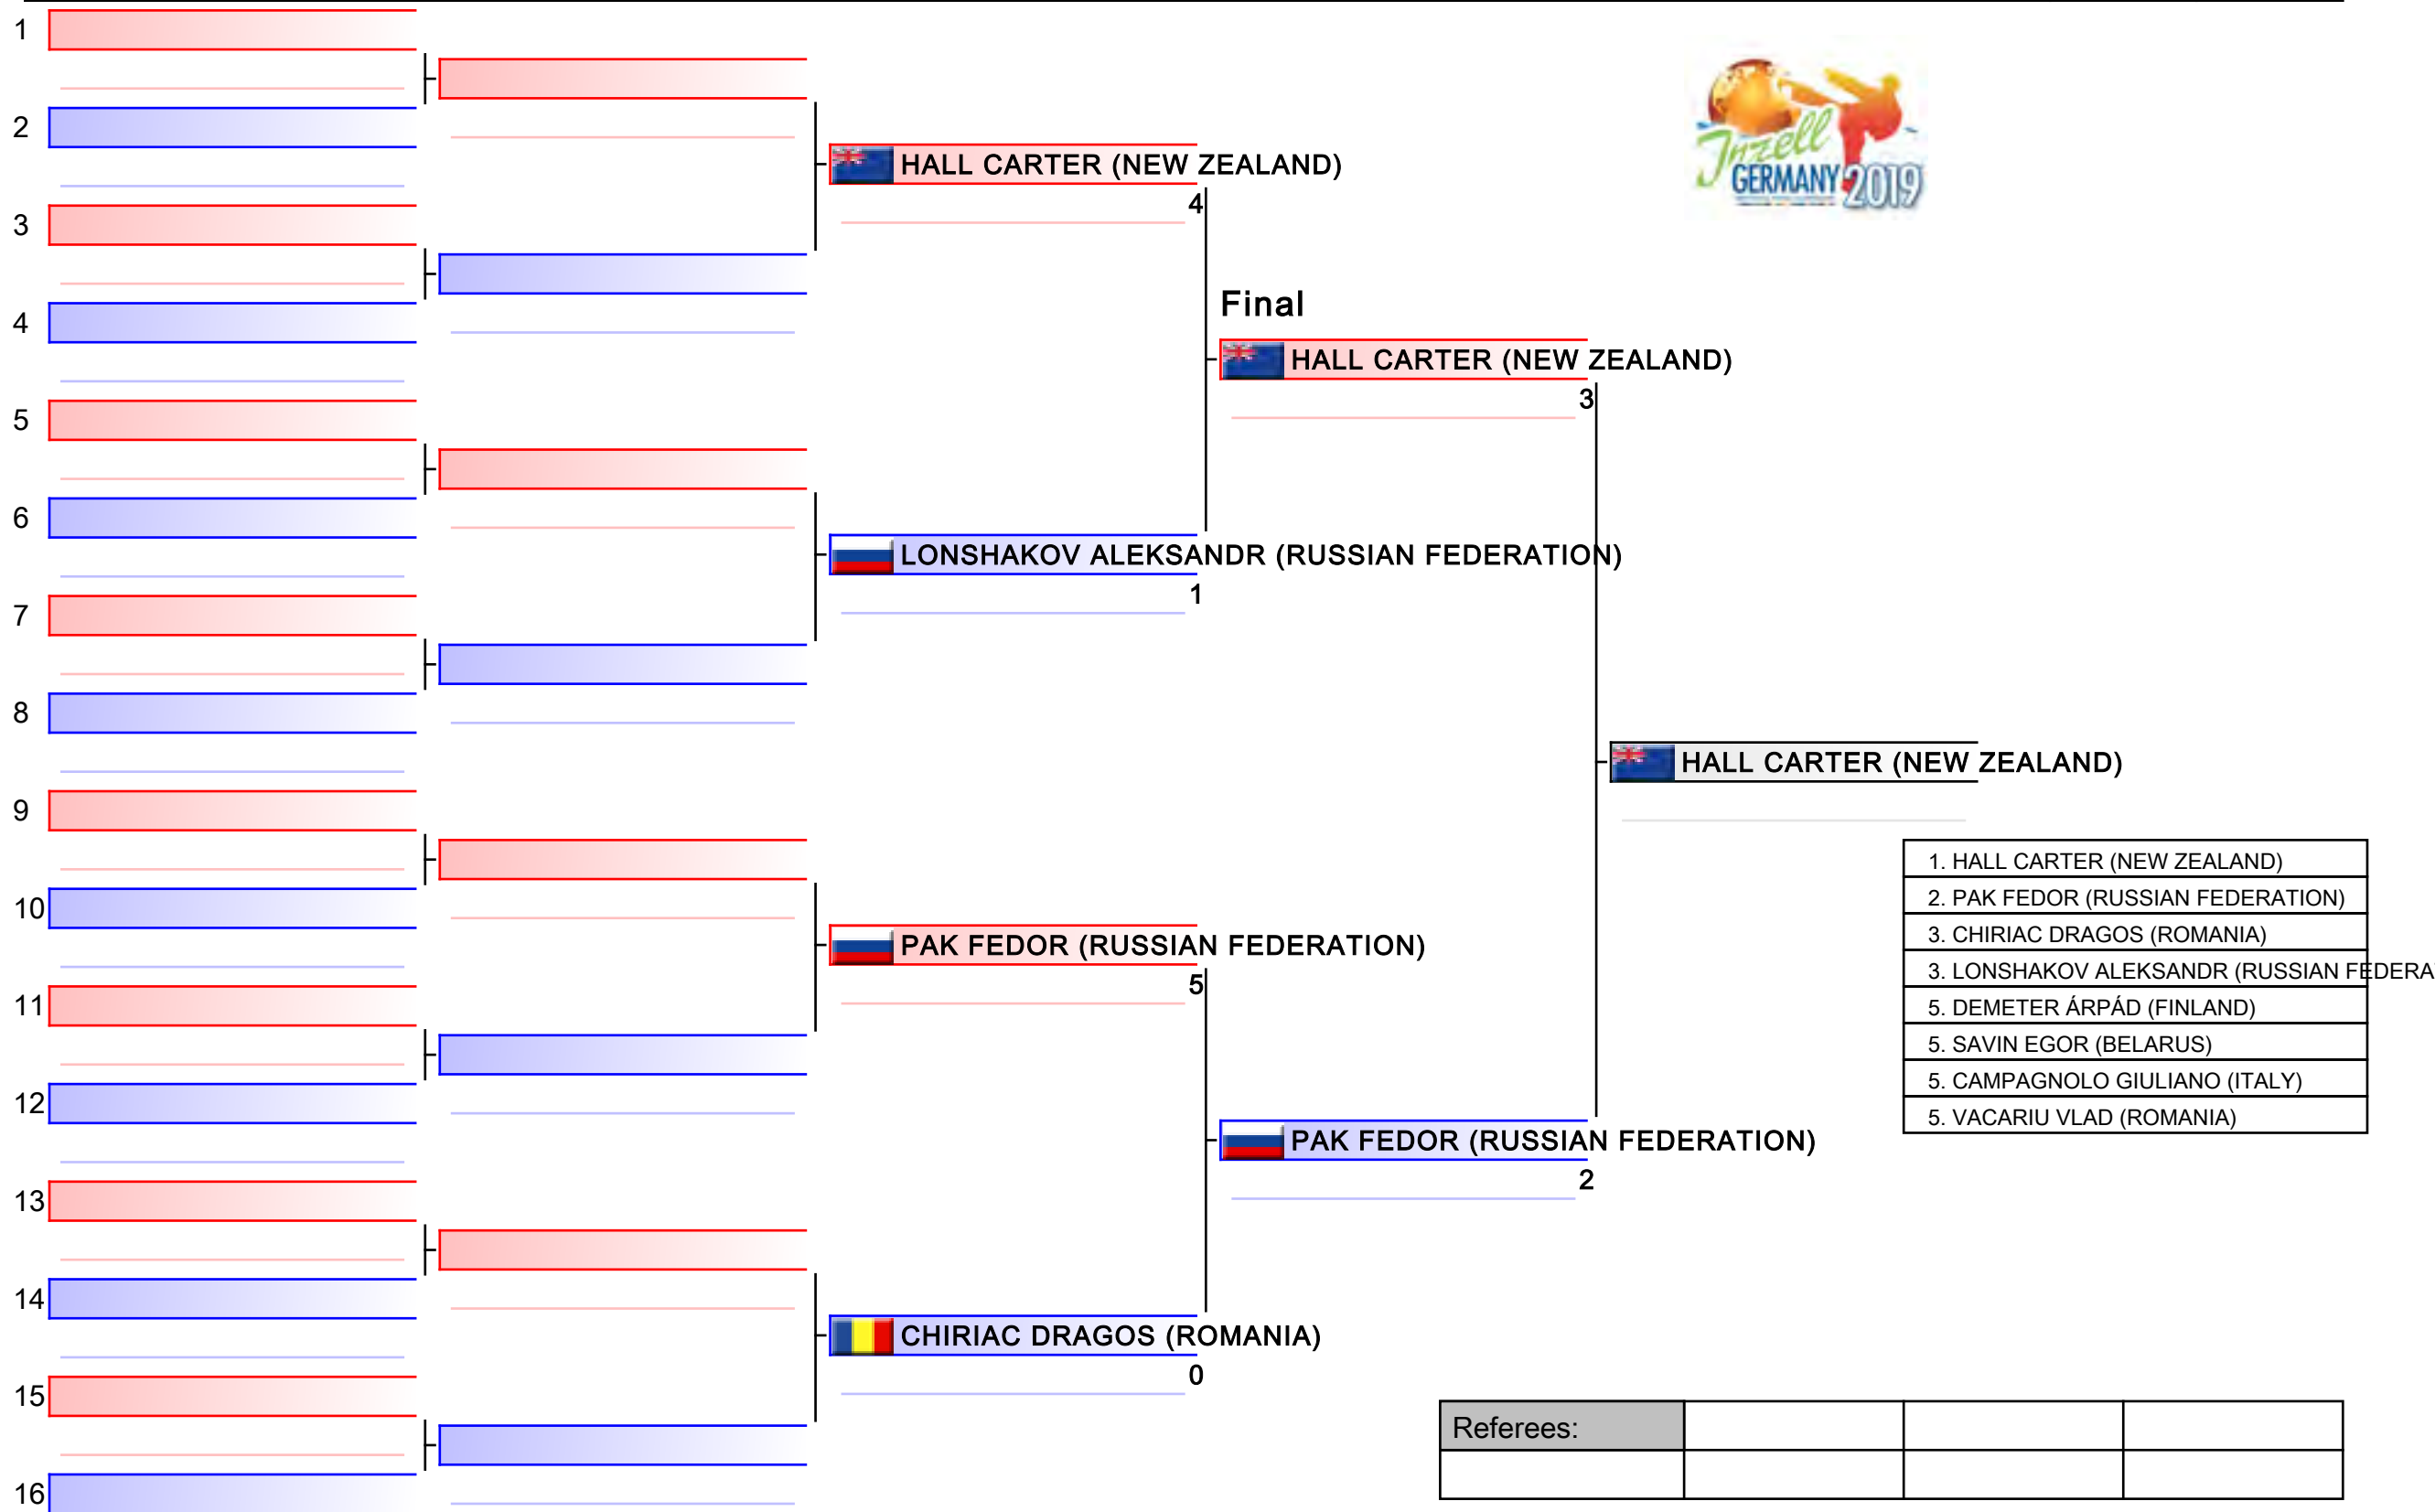 1
2
HALL CARTER (NEW ZEALAND)
4
3
Final
4
HALL CARTER (NEW ZEALAND)
3
5
6
LONSHAKOV ALEKSANDR (RUSSIAN FEDERATION)
1
7
8
HALL CARTER (NEW ZEALAND)
9
1. HALL CARTER (NEW ZEALAND)
2. PAK FEDOR (RUSSIAN FEDERATION)
3. CHIRIAC DRAGOS (ROMANIA)
3. LONSHAKOV ALEKSANDR (RUSSIAN FEDERA
5. DEMETER ÁRPÁD (FINLAND)
5. SAVIN EGOR (BELARUS)
5. CAMPAGNOLO GIULIANO (ITALY)
5. VACARIU VLAD (ROMANIA)
10
PAK FEDOR (RUSSIAN FEDERATION)
5
11
12
PAK FEDOR (RUSSIAN FEDERATION)
2
13
14
CHIRIAC DRAGOS (ROMANIA)
0
15
16
Referees:
Inzell
GERMANY 2019